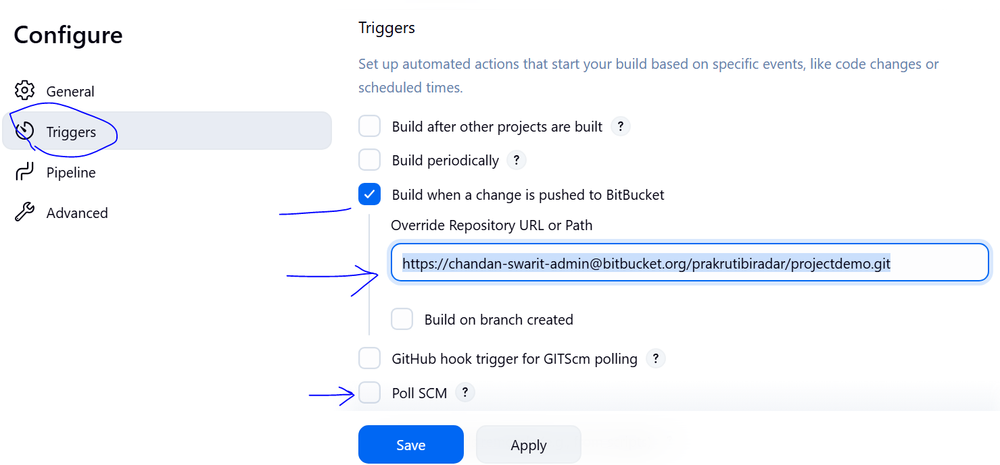 Configure
General
Triggers
Pipeline
Advanced
Triggers
Set up automated actions that start your build based on specific events, like code changes or
scheduled times.
Build after other projects are built ?
Build periodically ?
Build when a change is pushed to BitBucket
Override Repository URL or Path
https://chandan-swarit-admin@bitbucket.org/prakrutibiradar/projectdemo.git
Build on branch created
GitHub hook trigger for GITScm polling ?
Poll SCM ?
Save
Apply